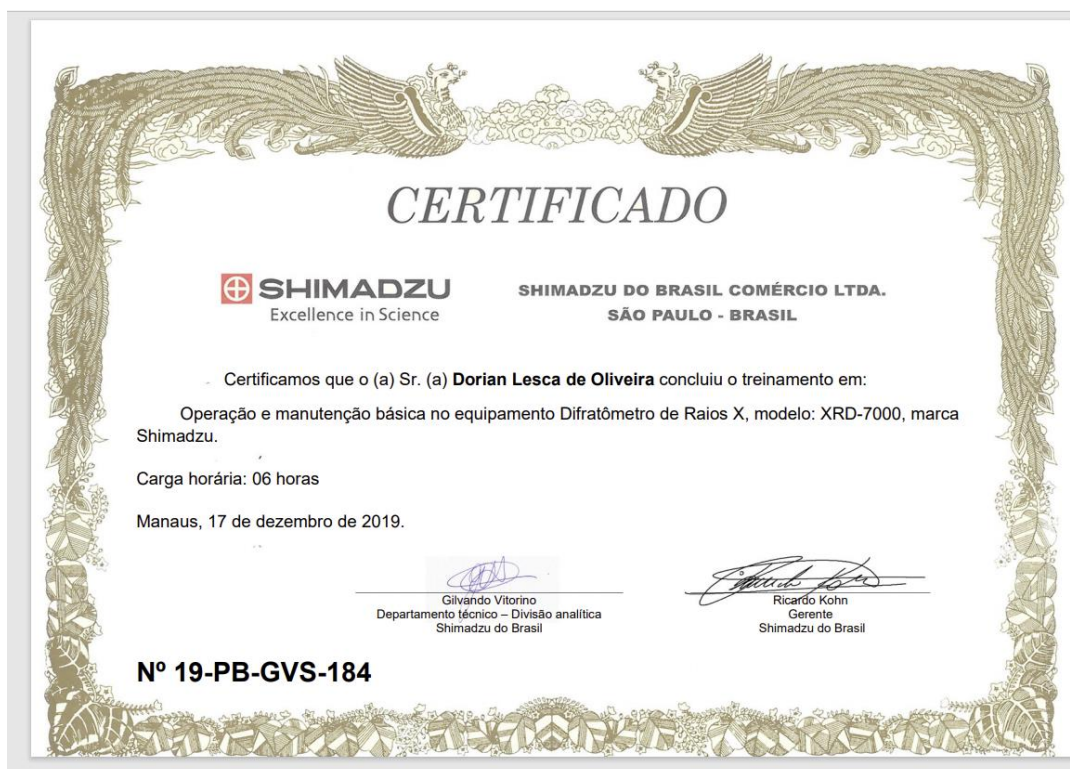 CERTIFICADO
SHIMADZU
Excellence in Science
SHIMADZU DO BRASIL COMÉRCIO LTDA.
SÃO PAULO - BRASIL
Certificamos que o (a) Sr. (a) Dorian Lesca de Oliveira concluiu o treinamento em:
Operação e manutenção básica no equipamento Difratômetro de Raios X, modelo: XRD-7000, marca
Shimadzu.
Carga horária: 06 horas
Manaus, 17 de dezembro de 2019.
Gilvando Vitorino
Departamento técnico – Divisão analítica
Shimadzu do Brasil
Ricardo Kohn
Gerente
Shimadzu do Brasil
Nº 19-PB-GVS-184